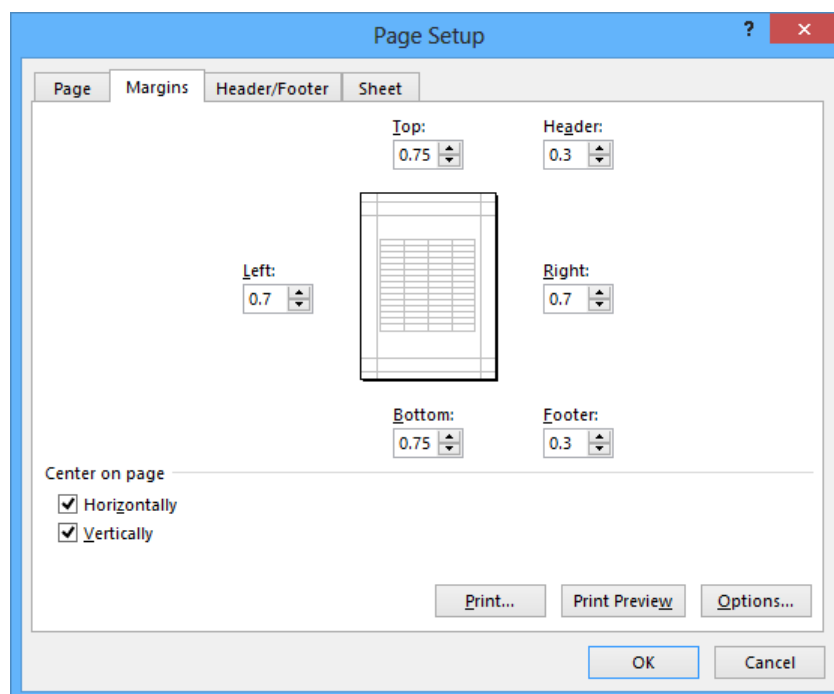 Page Setup
?
Page Margins Header/Footer Sheet
Top: Header:
0.75 0.3
Left: Right:
0.7 0.7
Bottom: Footer:
0.75 0.3
Center on page
Horizontally
Vertically
Print... Print Preview Options...
OK Cancel